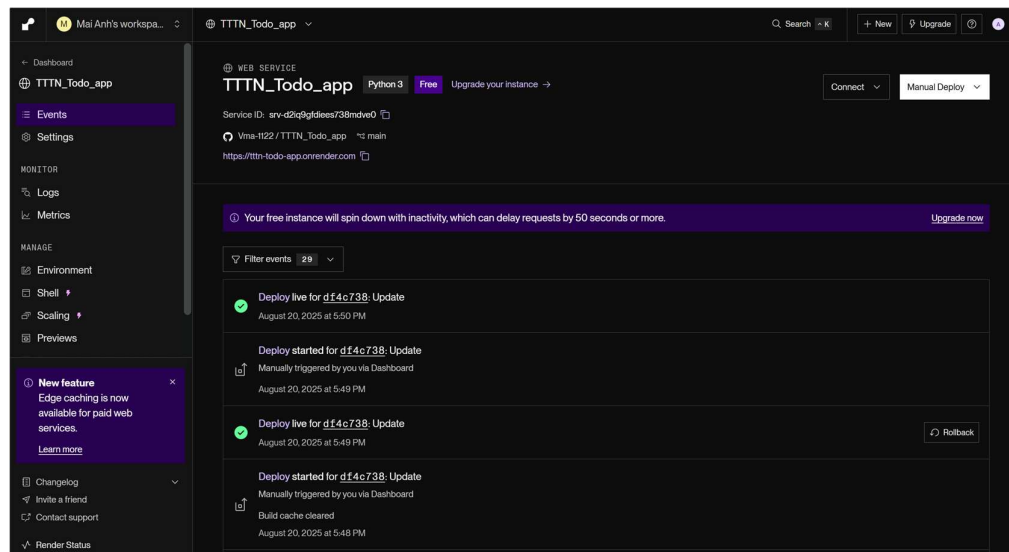 M Mai Anh's workspa...
TTTN_Todo_app
Search ^ K
+ New
Upgrade
A
← Dashboard
TTTN_Todo_app
Events
Settings
MONITOR
Logs
Metrics
MANAGE
Environment
Shell
Scaling
Previews
New feature
Edge caching is now
available for paid web
services.
Learn more
Changelog
Invite a friend
Contact support
Render Status
WEB SERVICE
TTTN_Todo_app Python 3 Free Upgrade your instance →
Connect
Manual Deploy
Service ID: srv-d2iq9gfdiees738mdve0
Vma-1122 / TTTN_Todo_app main
https://tttn-todo-app.onrender.com
Your free instance will spin down with inactivity, which can delay requests by 50 seconds or more.
Upgrade now
Filter events 29
Deploy live for df4c738: Update
August 20, 2025 at 5:50 PM
Deploy started for df4c738: Update
Manually triggered by you via Dashboard
August 20, 2025 at 5:49 PM
Deploy live for df4c738: Update
August 20, 2025 at 5:49 PM
Rollback
Deploy started for df4c738: Update
Manually triggered by you via Dashboard
Build cache cleared
August 20, 2025 at 5:48 PM